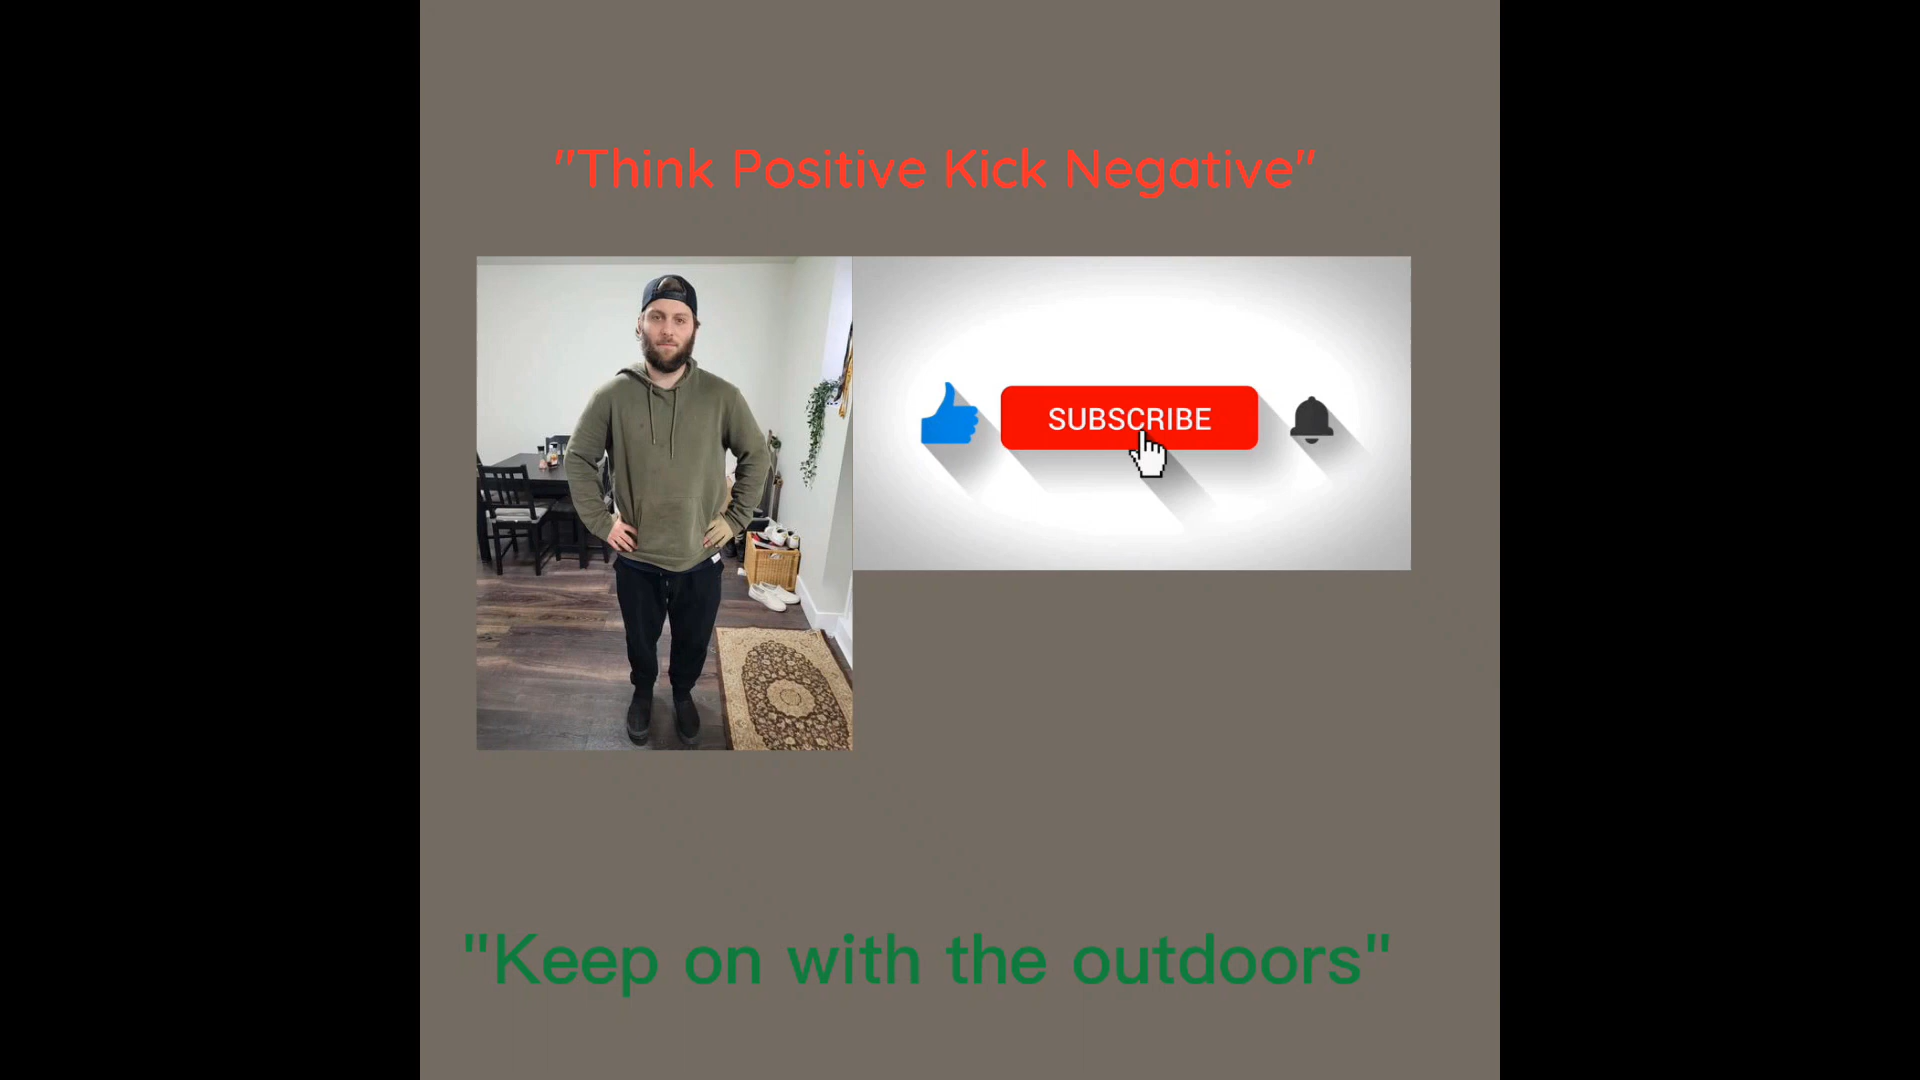 "Think Positive Kick Negative"
SUBSCRIBE
"Keep on with the outdoors"